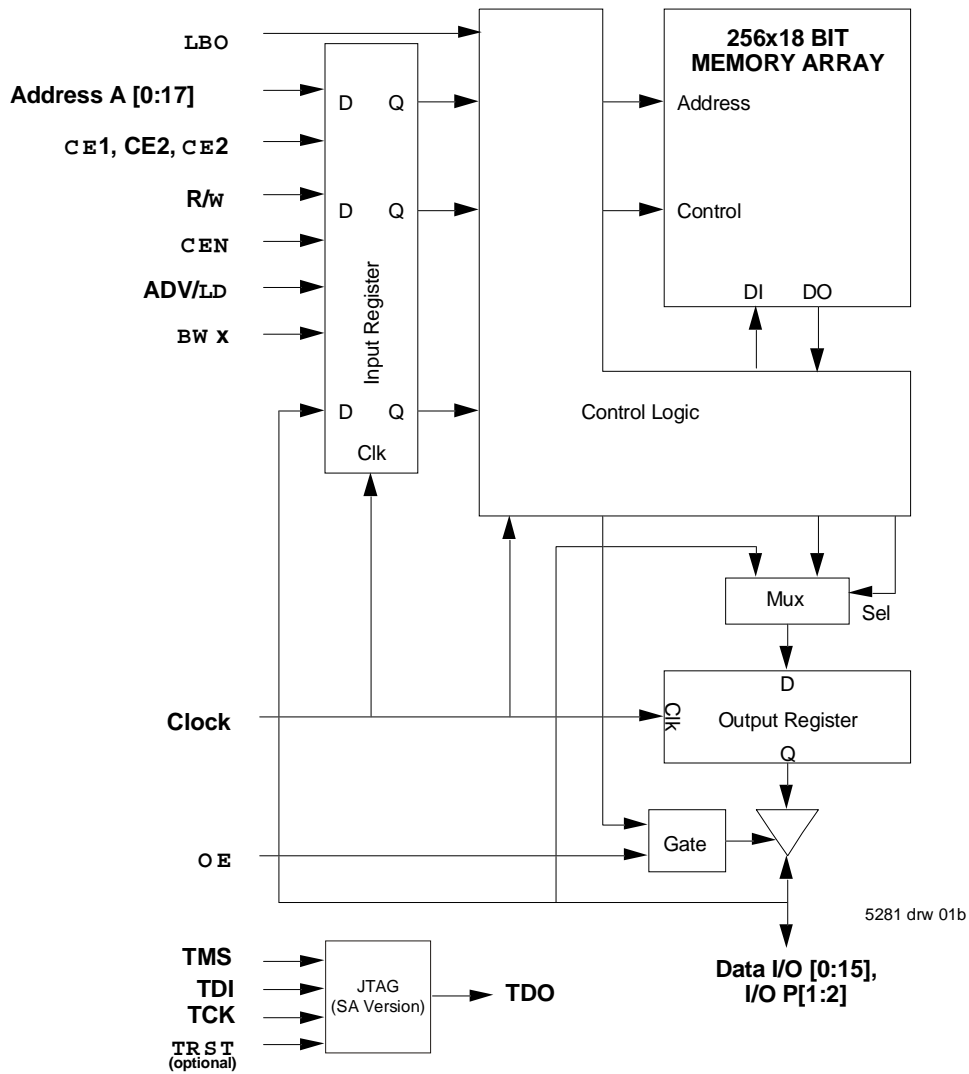 LBO
Address A [0:17]
CE1, CE2, CE2
R/W
CEN
ADV/LD
BW x
D Q
D Q
Input Register
D Q
Clk
256x18 BIT
MEMORY ARRAY
Address
Control
DI DO
Control Logic
Mux
Sel
Clock
D
Clk
Output Register
Q
OE
Gate
5281 drw 01b
Data I/O [0:15],
I/O P[1:2]
TMS
TDI
TCK
TRST
(optional)
JTAG
(SA Version)
TDO